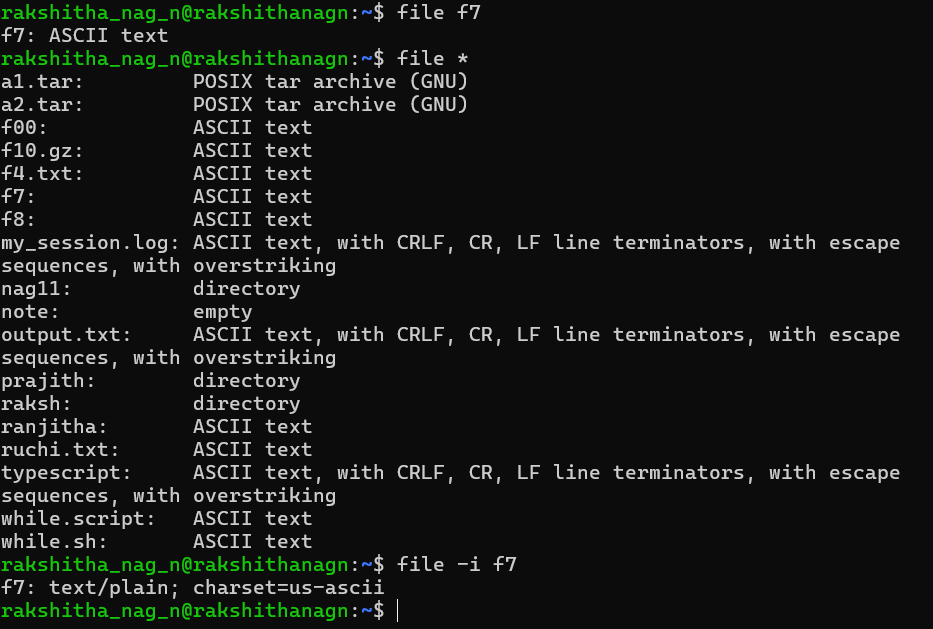 rakshitha_nag_n@rakshithanagn:~$ file f7
f7: ASCII text
rakshitha_nag_n@rakshithanagn:~$ file *
a1.tar:         POSIX tar archive (GNU)
a2.tar:         POSIX tar archive (GNU)
f00:            ASCII text
f10.gz:         ASCII text
f4.txt:         ASCII text
f7:             ASCII text
f8:             ASCII text
my_session.log: ASCII text, with CRLF, CR, LF line terminators, with escape
sequences, with overstriking
nag11:          directory
note:           empty
output.txt:     ASCII text, with CRLF, CR, LF line terminators, with escape
sequences, with overstriking
prajith:        directory
raksh:          directory
ranjitha:       ASCII text
ruchi.txt:      ASCII text
typescript:     ASCII text, with CRLF, CR, LF line terminators, with escape
sequences, with overstriking
while.script:   ASCII text
while.sh:       ASCII text
rakshitha_nag_n@rakshithanagn:~$ file -i f7
f7: text/plain; charset=us-ascii
rakshitha_nag_n@rakshithanagn:~$